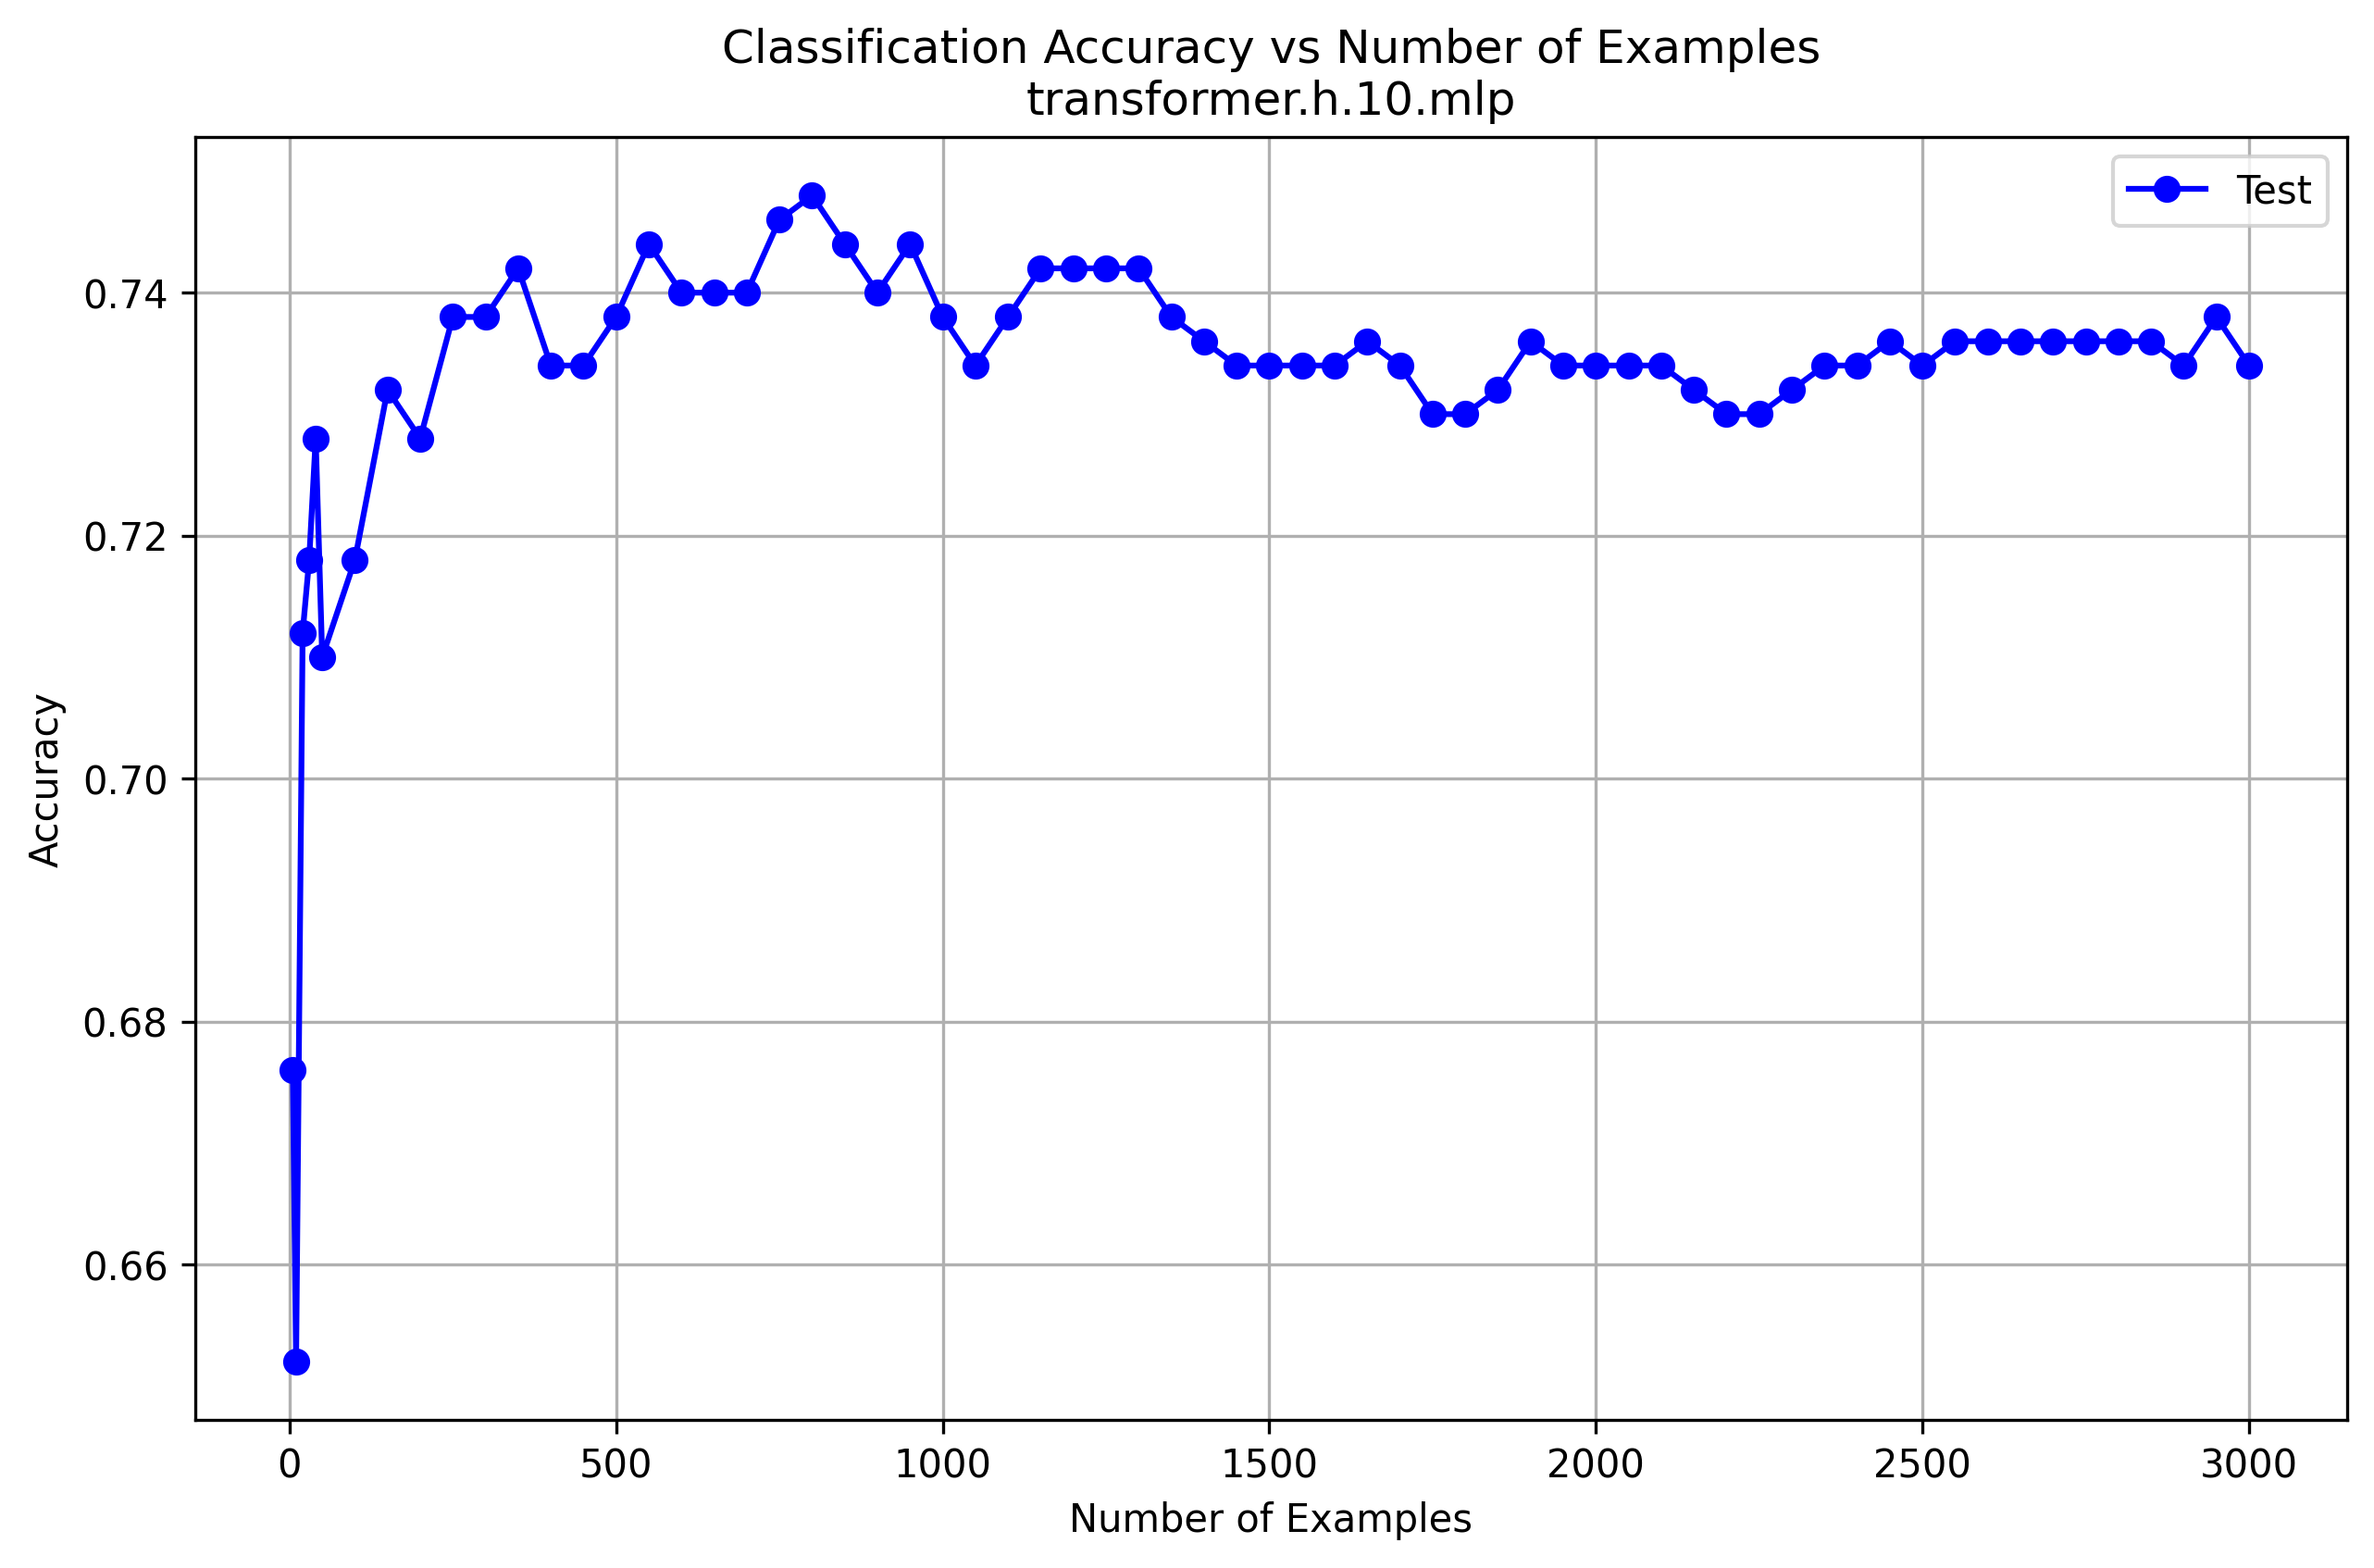 Classification Accuracy vs Number of Examples
transformer.h.10.mlp
Test
Accuracy
0.74
0.72
0.70
0.68
0.66
0 500 1000 1500 2000 2500 3000
Number of Examples